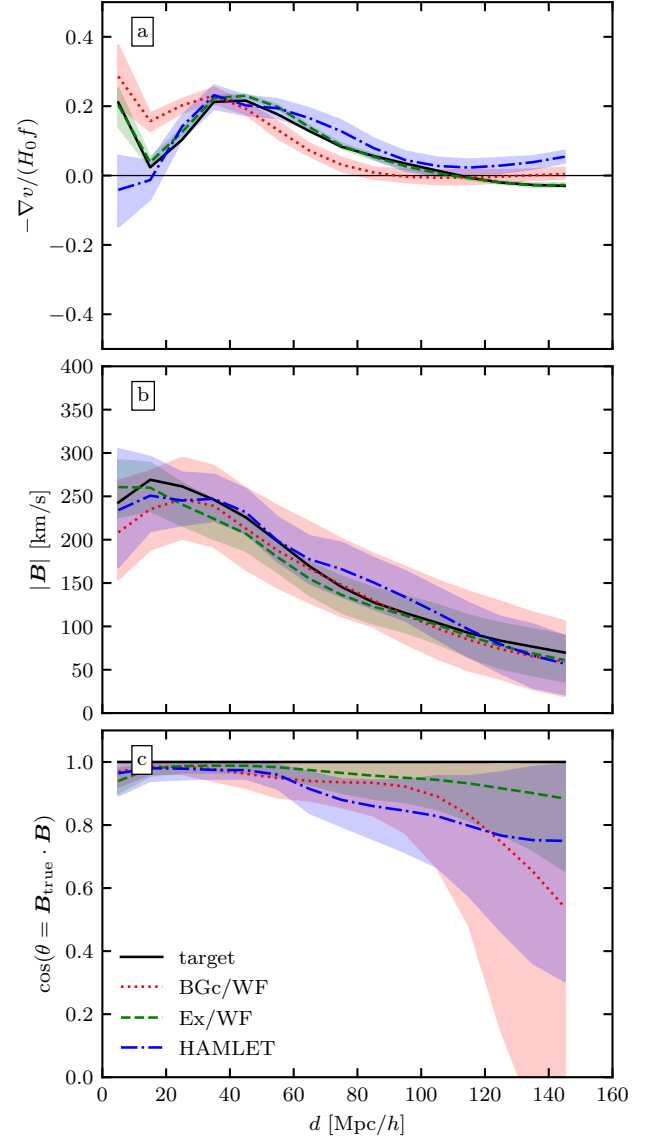 a
0.4
0.2
0.0
−0.2
−0.4
−∇v/(H₀f)
b
400
350
300
250
200
150
100
50
0
|B| [km/s]
c
1.0
0.8
0.6
0.4
0.2
0.0
cos(θ = B_true · B)
target
BGc/WF
Ex/WF
HAMLET
0 20 40 60 80 100 120 140 160
d [Mpc/h]